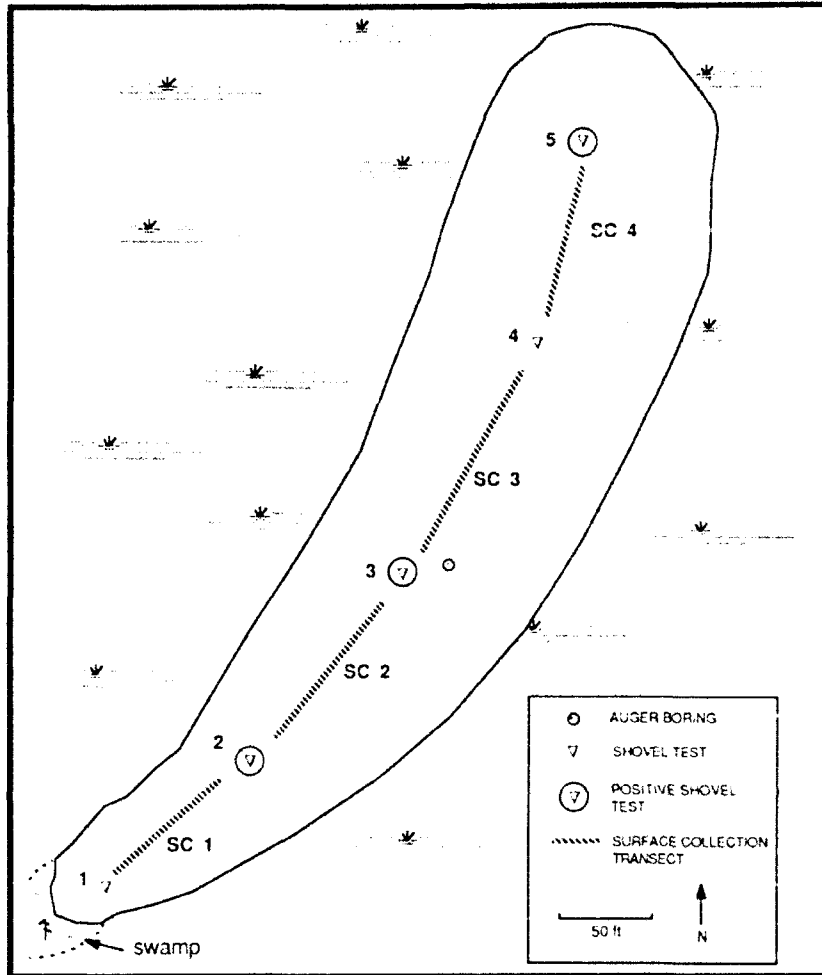 5
SC 4
4
SC 3
3
SC 2
2
SC 1
1
swamp
AUGER BORING
SHOVEL TEST
POSITIVE SHOVEL
TEST
SURFACE COLLECTION
TRANSECT
50 ft
N